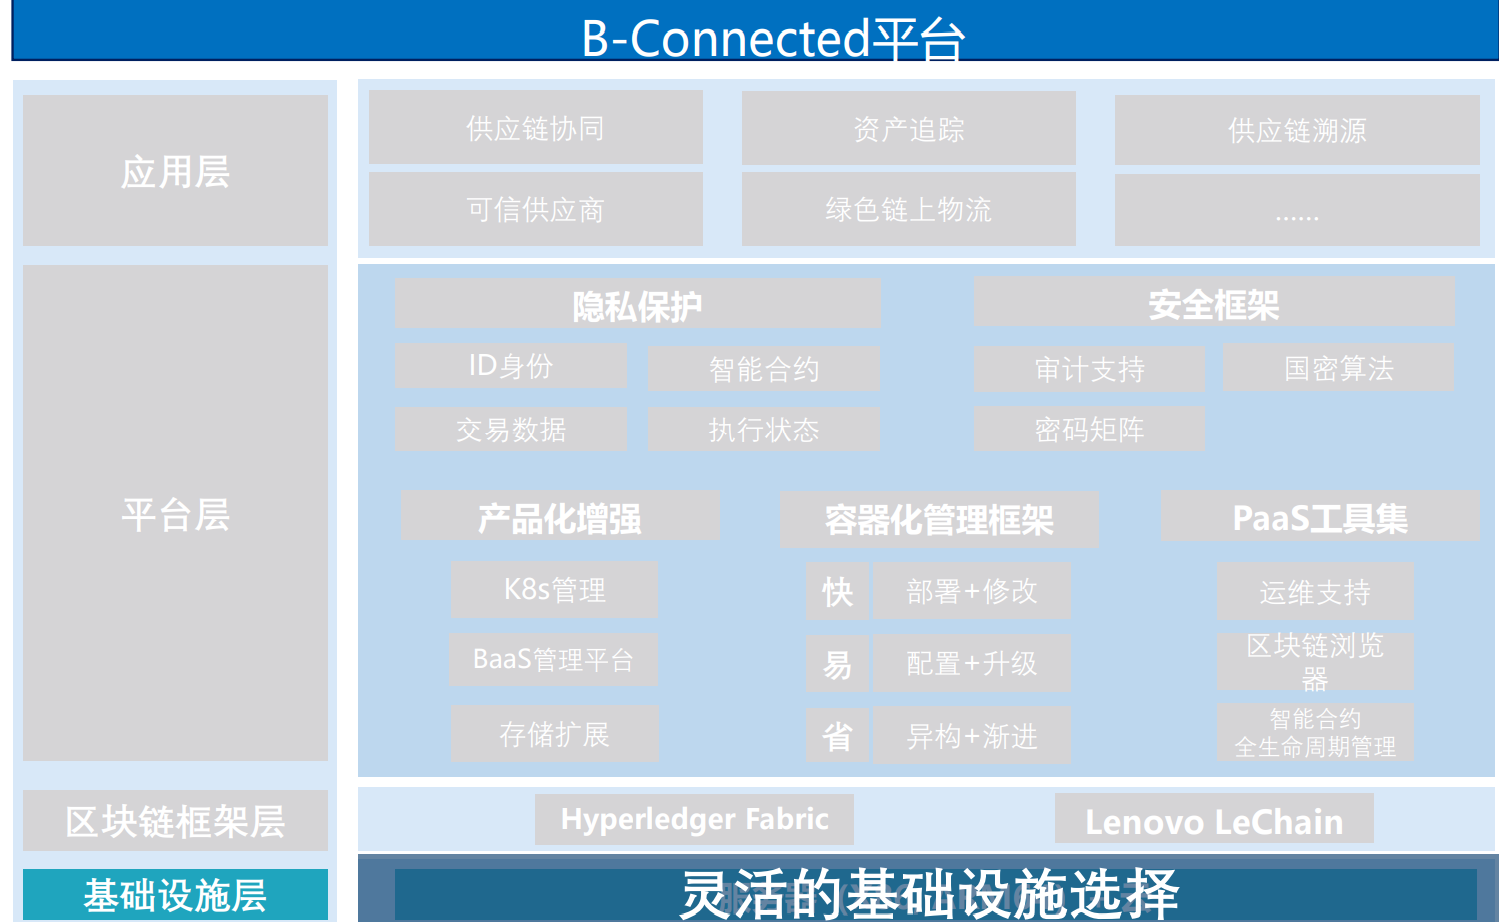 B-Connected平台
应用层
供应链协同
资产追踪
供应链溯源
可信供应商
绿色链上物流
......
平台层
隐私保护
安全框架
ID身份
智能合约
审计支持
国密算法
交易数据
执行状态
密码矩阵
产品化增强
容器化管理框架
PaaS工具集
K8s管理
快
部署+修改
运维支持
BaaS管理平台
易
配置+升级
区块链浏览
器
存储扩展
省
异构+渐进
智能合约
全生命周期管理
区块链框架层
Hyperledger Fabric
Lenovo LeChain
基础设施层
灵活的基础设施选择